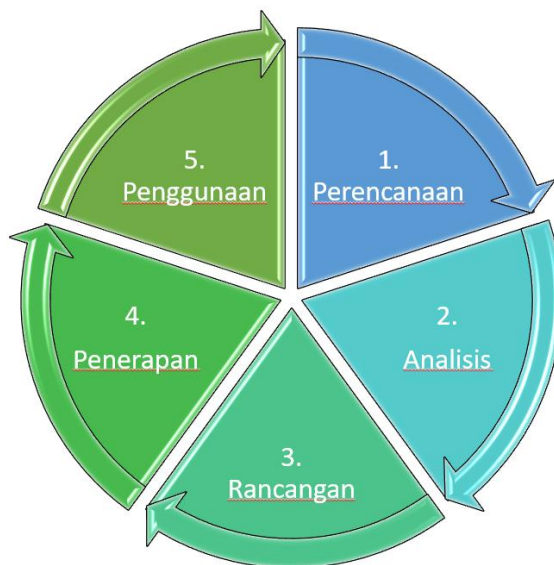 1.
Perencanaan
2.
Analisis
3.
Rancangan
4.
Penerapan
5.
Penggunaan